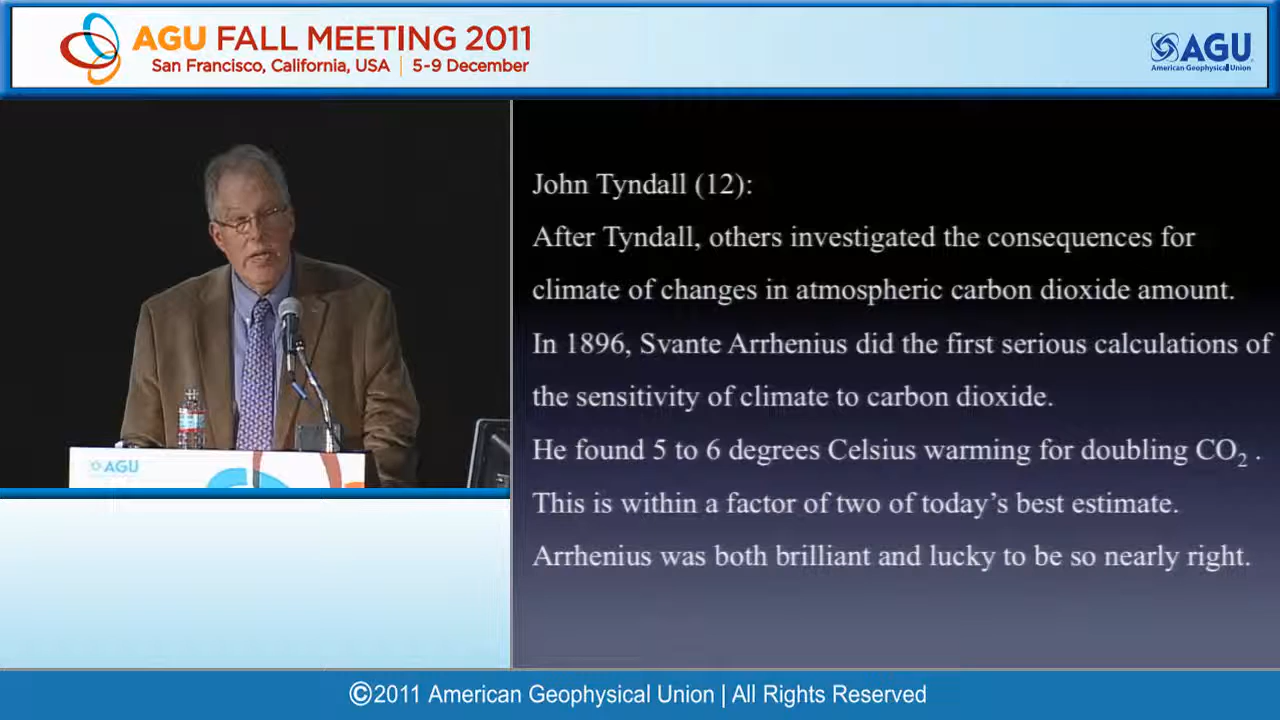 AGU FALL MEETING 2011
San Francisco, California, USA | 5-9 December
AGU
American Geophysical Union
John Tyndall (12):
After Tyndall, others investigated the consequences for
climate of changes in atmospheric carbon dioxide amount.
In 1896, Svante Arrhenius did the first serious calculations of
the sensitivity of climate to carbon dioxide.
He found 5 to 6 degrees Celsius warming for doubling CO₂ .
This is within a factor of two of today’s best estimate.
Arrhenius was both brilliant and lucky to be so nearly right.
AGU
©2011 American Geophysical Union | All Rights Reserved